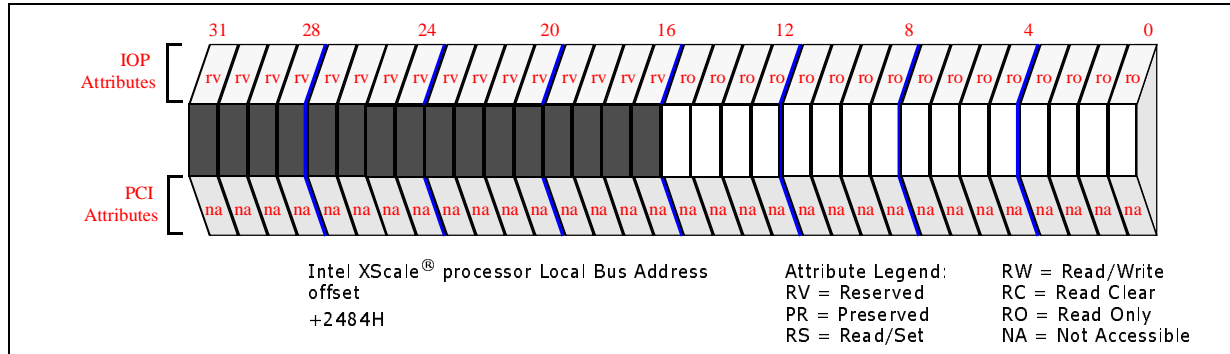 31 28 24 20 16 12 8 4 0
IOP
Attributes
rv rv rv rv rv rv rv rv rv rv rv rv rv rv rv rv ro ro ro ro ro ro ro ro ro ro ro ro ro ro ro ro
PCI
Attributes
na na na na na na na na na na na na na na na na na na na na na na na na na na na na na na na na
Intel XScale® processor Local Bus Address
offset
+2484H
Attribute Legend:
RV = Reserved
PR = Preserved
RS = Read/Set
RW = Read/Write
RC = Read Clear
RO = Read Only
NA = Not Accessible